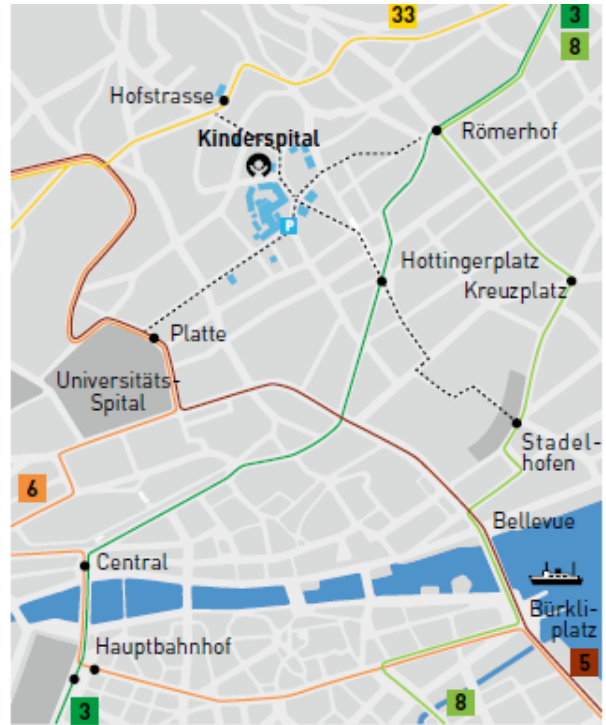 33
3
8
Hofstrasse
Kinderspital
Römerhof
P
Hottingerplatz
Kreuzplatz
Platte
Universitäts-
Spital
Stadel-
hofen
6
Bellevue
Central
Bürkli-
platz
Hauptbahnhof
5
8
3